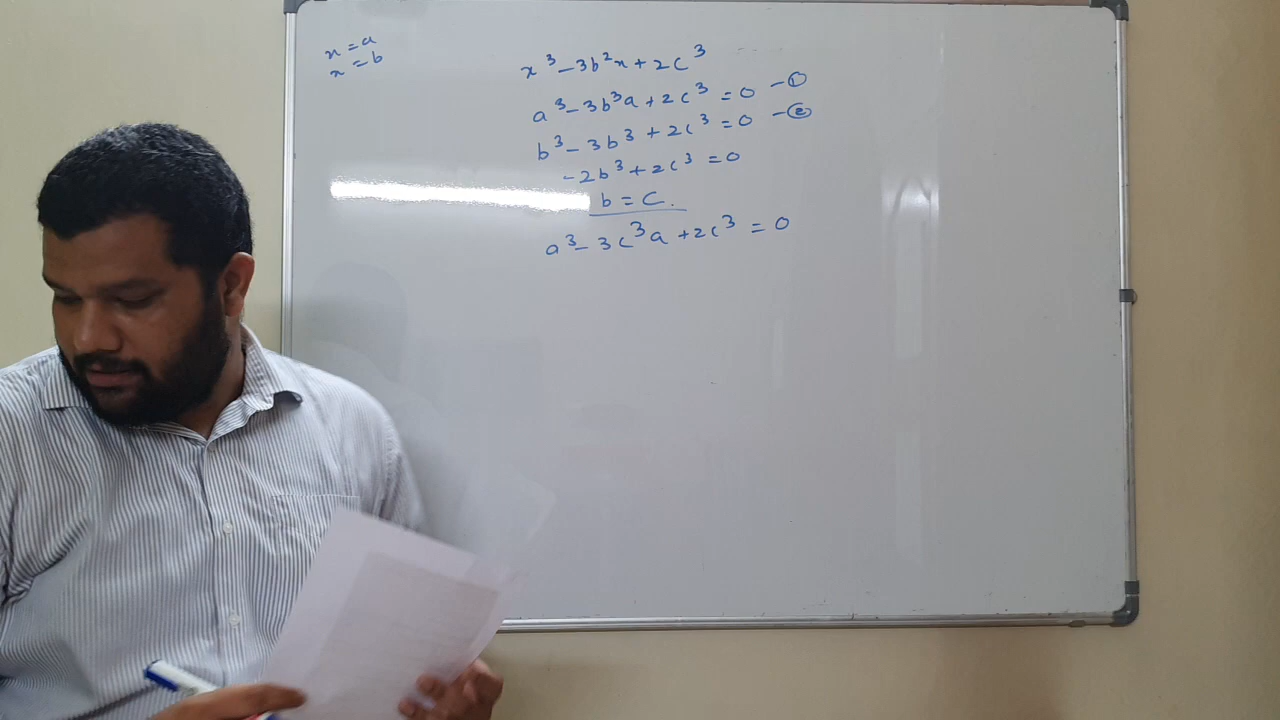 x = a
x = b
x³ - 3b²x + 2c³
a³ - 3b³a + 2c³ = 0 - ①
b³ - 3b³ + 2c³ = 0 - ②
-2b³ + 2c³ = 0
b = c.
a³ - 3c³a + 2c³ = 0